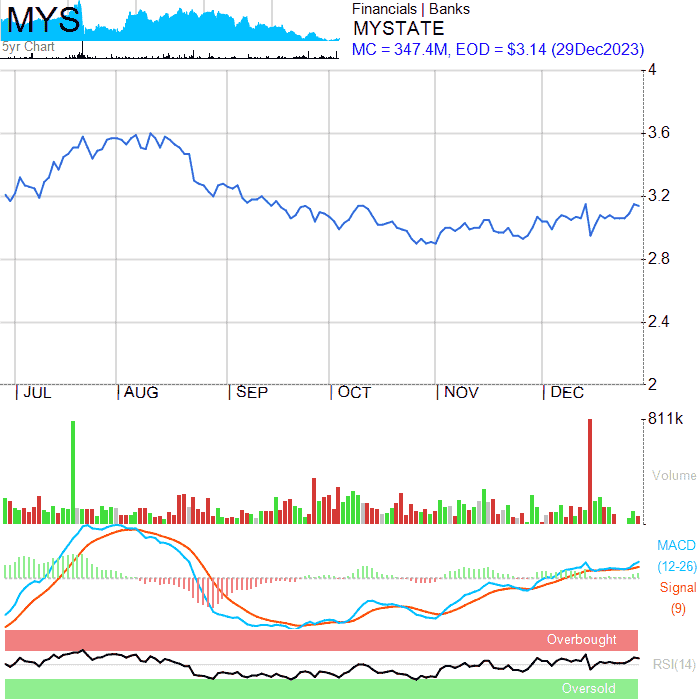 MYS
5yr Chart
Financials | Banks
MYSTATE
MC = 347.4M, EOD = $3.14 (29Dec2023)
4
3.6
3.2
2.8
2.4
2
JUL AUG SEP OCT NOV DEC
811k
Volume
MACD
(12-26)
Signal
(9)
Overbought
RSI(14)
Oversold